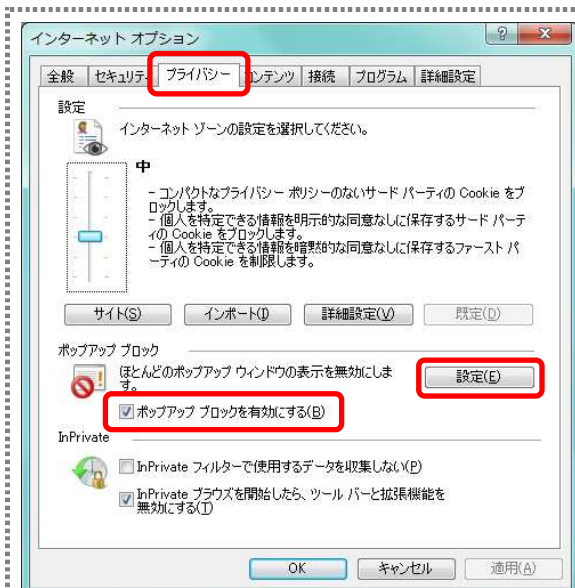 インターネット オプション
全般 セキュリティ プライバシー コンテンツ 接続 プログラム 詳細設定
設定
インターネット ゾーンの設定を選択してください。
中
- コンパクトなプライバシー ポリシーのないサード パーティの Cookie をブ
ロックします。
- 個人を特定できる情報を明示的な同意なしに保存するサード パーテ
ィの Cookie をブロックします。
- 個人を特定できる情報を暗黙的な同意なしに保存するファースト パ
ーティの Cookie を制限します。
サイト(S) インポート(I) 詳細設定(V) 既定(D)
ポップアップ ブロック
ほとんどのポップアップ ウィンドウの表示を無効にしま
す。
設定(E)
ポップアップ ブロックを有効にする(B)
InPrivate
InPrivate フィルターで使用するデータを収集しない(P)
InPrivate ブラウズを開始したら、ツール バーと拡張機能を
無効にする(T)
OK キャンセル 適用(A)